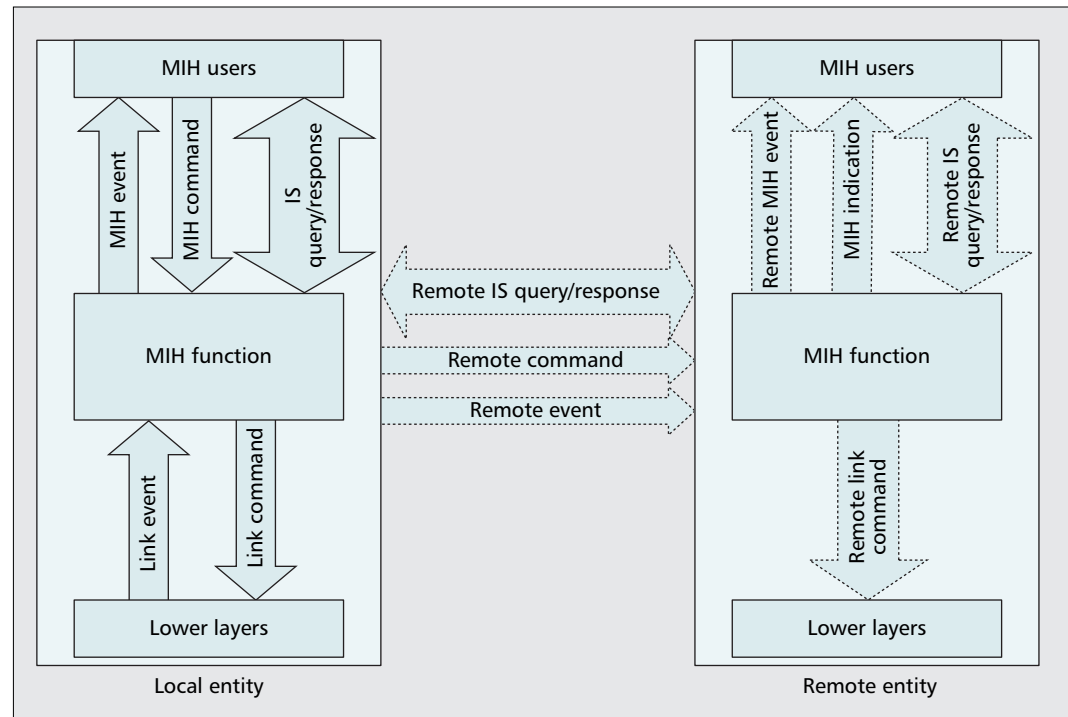 MIH users
MIH event
MIH command
IS
query/response
MIH function
Link event
Link command
Lower layers
Local entity
Remote IS query/response
Remote command
Remote event
MIH users
Remote MIH event
MIH indication
Remote IS
query/response
MIH function
Remote link
command
Lower layers
Remote entity